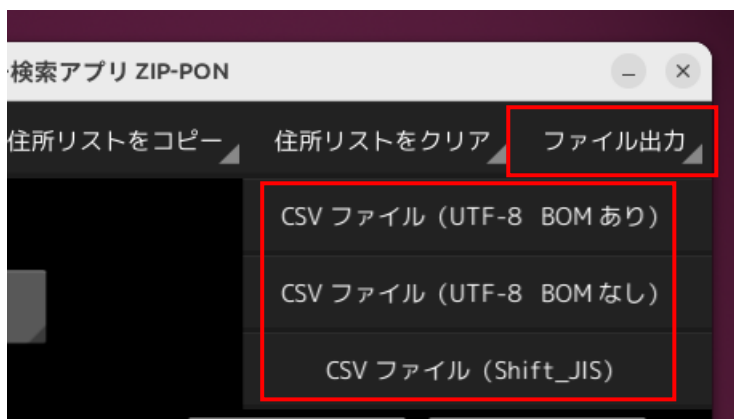 検索アプリ ZIP-PON
住所リストをコピー 住所リストをクリア ファイル出力
CSV ファイル（UTF-8 BOM あり）
CSV ファイル（UTF-8 BOM なし）
CSV ファイル（Shift_JIS）